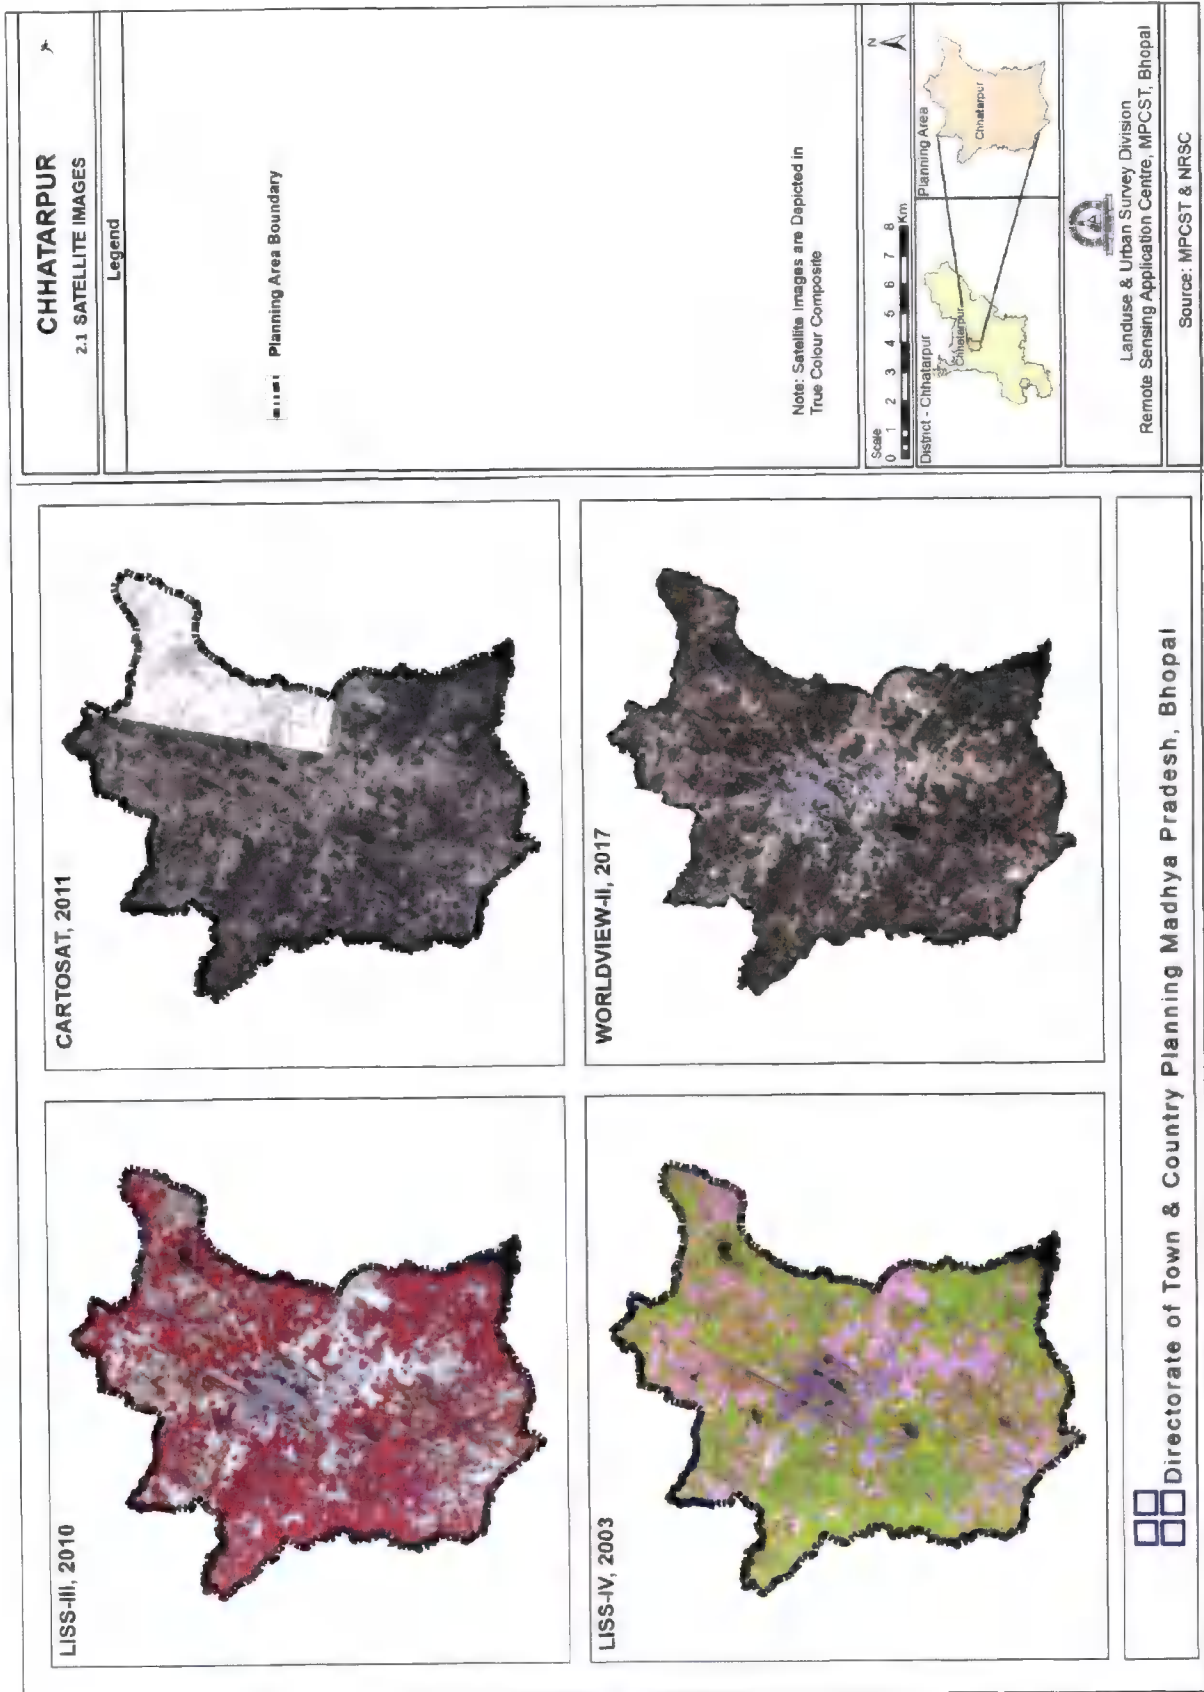 CHHATARPUR
2.1 SATELLITE IMAGES
Legend
Planning Area Boundary
Note: Satellite Images are Depicted in
True Colour Composite
LISS-III, 2010
CARTOSAT, 2011
LISS-IV, 2003
WORLDVIEW-II, 2017
N
Scale
0 1 2 3 4 5 6 7 8
Km
District - Chhatarpur
Chhatarpur
Planning Area
Chhatarpur
Landuse & Urban Survey Division
Remote Sensing Application Centre, MPCST, Bhopal
Source: MPCST & NRSC
Directorate of Town & Country Planning Madhya Pradesh, Bhopal